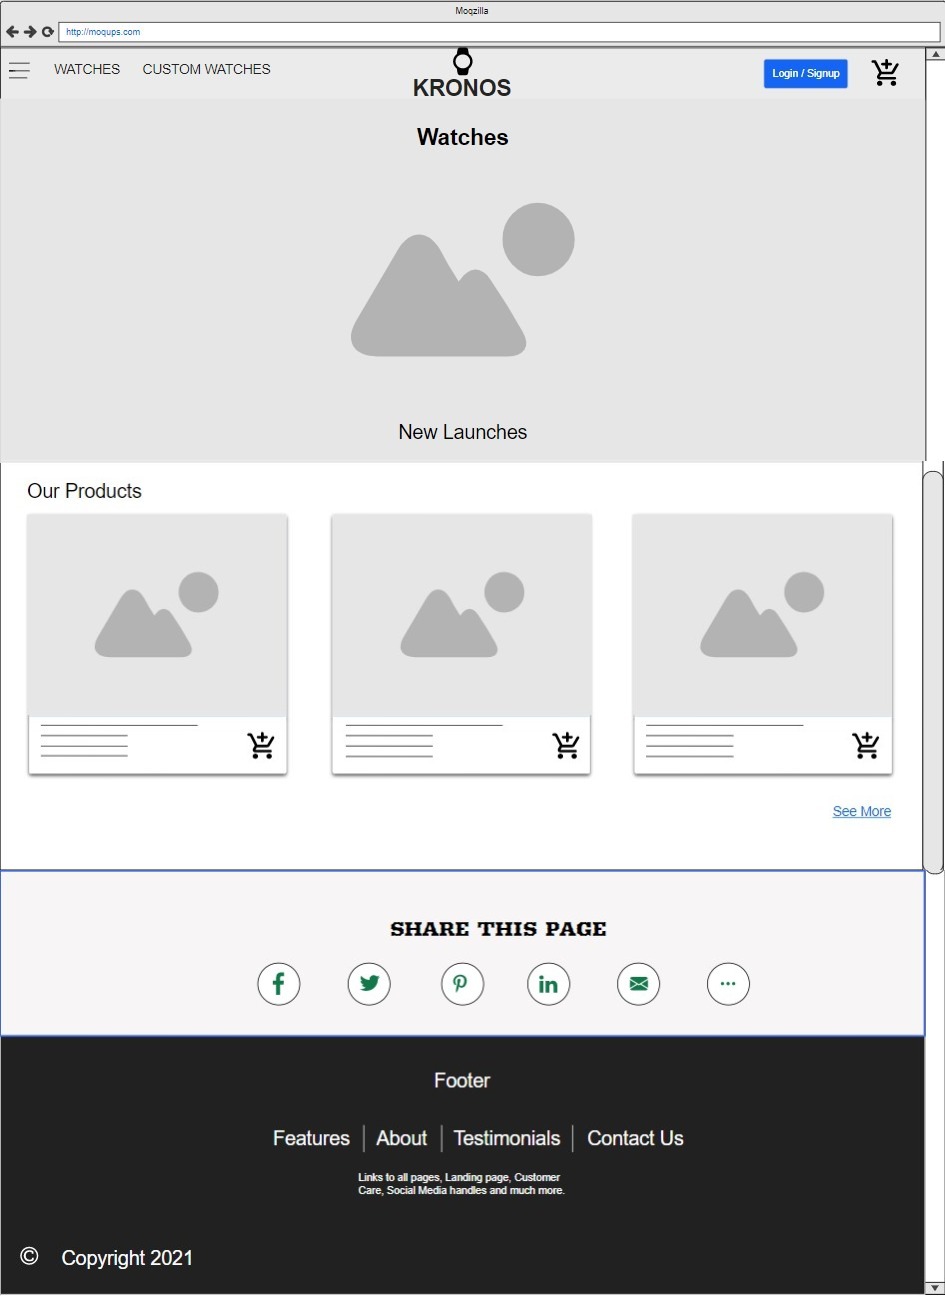 Moqzilla
http://moqups.com
WATCHES CUSTOM WATCHES
KRONOS
Login / Signup
Watches
New Launches
Our Products
See More
SHARE THIS PAGE
Footer
Features About Testimonials Contact Us
Links to all pages, Landing page, Customer
Care, Social Media handles and much more.
© Copyright 2021